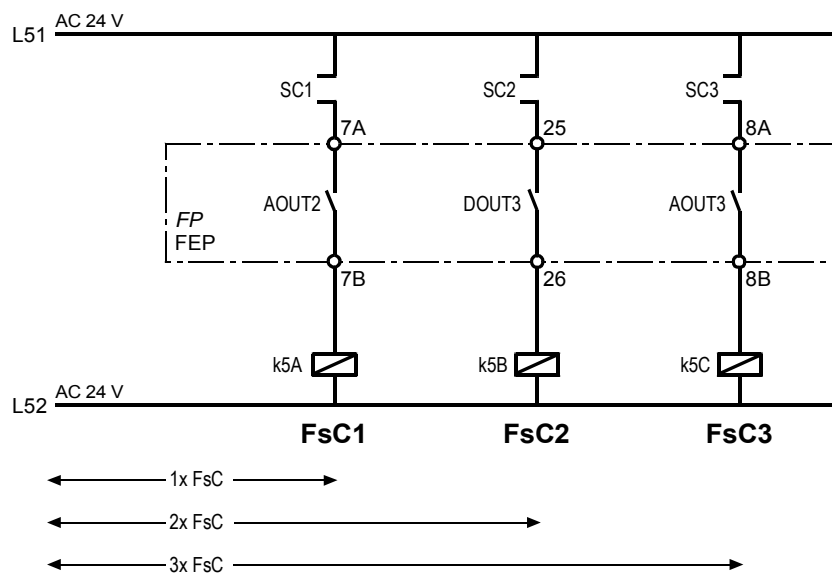 AC 24 V
L51
SC1 SC2 SC3
7A 25 8A
AOUT2 DOUT3 AOUT3
FP
FEP
7B 26 8B
k5A k5B k5C
AC 24 V
L52
FsC1 FsC2 FsC3
1x FsC
2x FsC
3x FsC